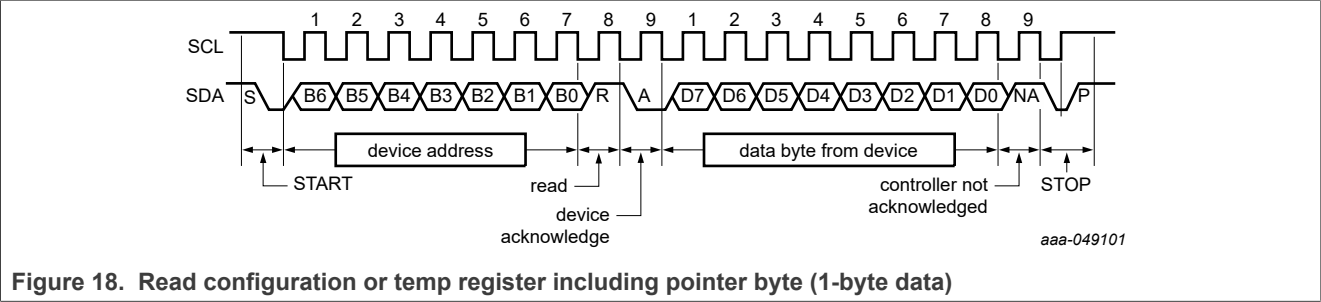 1 2 3 4 5 6 7 8 9 1 2 3 4 5 6 7 8 9
SCL
SDA S B6 B5 B4 B3 B2 B1 B0 R A D7 D6 D5 D4 D3 D2 D1 D0 NA P
device address data byte from device
START read controller not STOP
device acknowledged
acknowledge
aaa-049101
Figure 18. Read configuration or temp register including pointer byte (1-byte data)